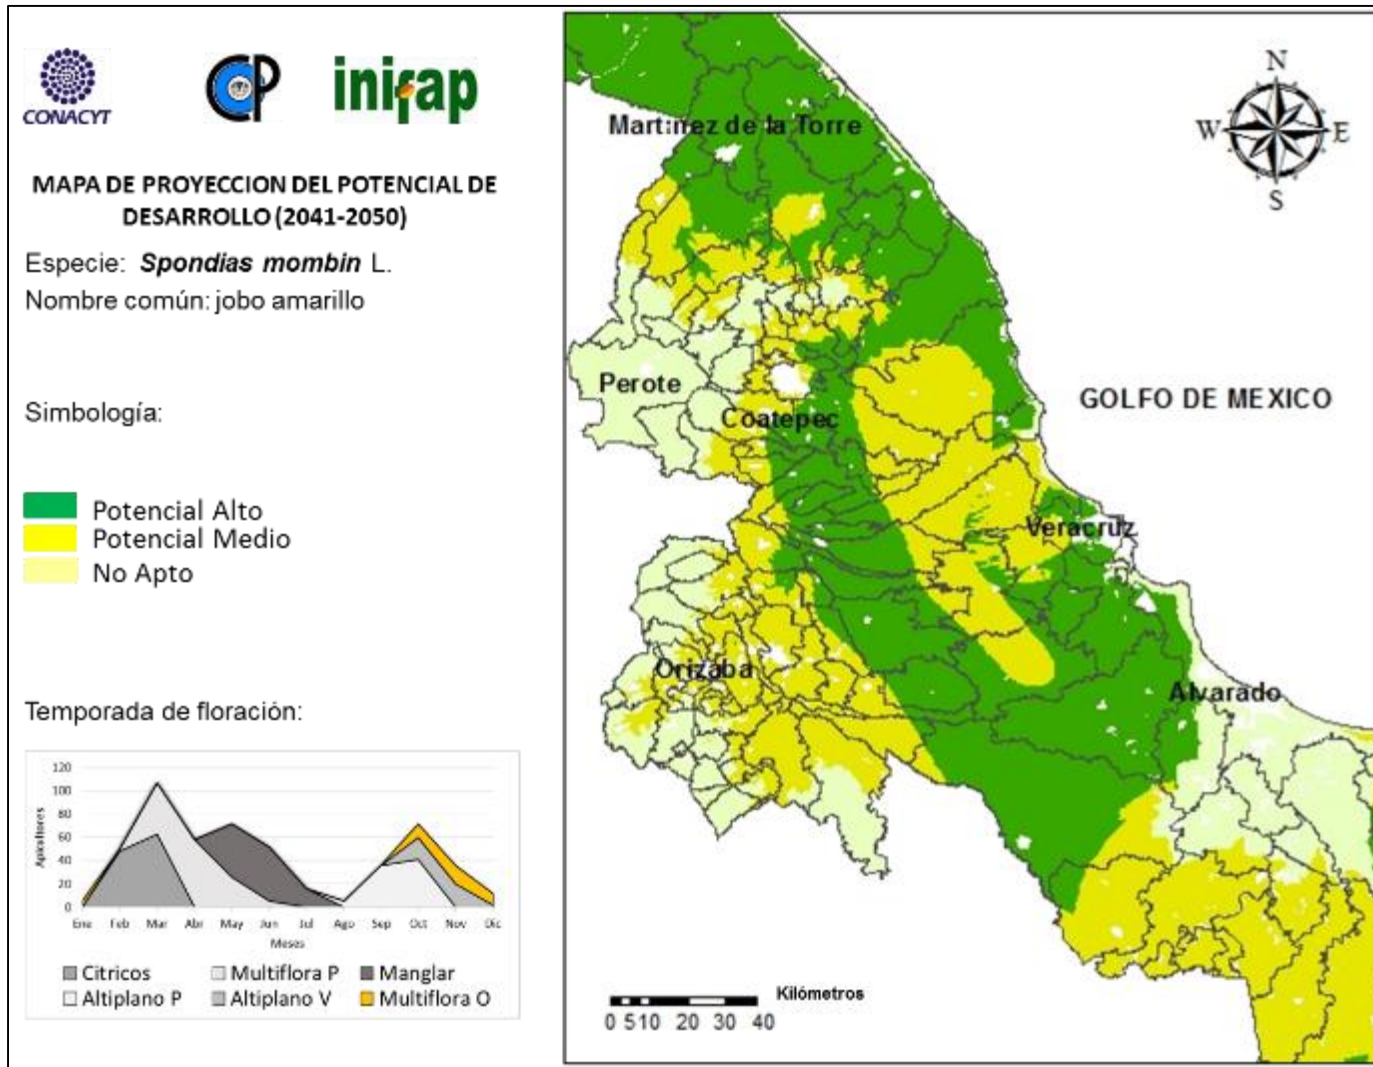 CONACYT
CP
inifap
MAPA DE PROYECCION DEL POTENCIAL DE
DESARROLLO (2041-2050)
Especie: Spondias mombin L.
Nombre común: jobo amarillo
Simbología:
Potencial Alto
Potencial Medio
No Apto
Temporada de floración:
120
100
80
60
40
20
0
Apicultores
Ene Feb Mar Abr May Jun Jul Ago Sep Oct Nov Dic
Meses
Citricos Multiflora P Manglar
Altiplano P Altiplano V Multiflora O
N
W E
S
Martinez de la Torre
Perote
GOLFO DE MEXICO
Coatepec
Veracruz
Orizaba
Alvarado
Kilómetros
0 5 10 20 30 40